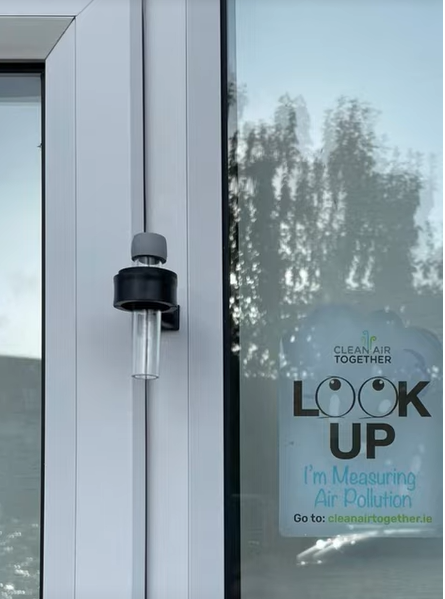 CLEAN AIR
TOGETHER
LOOK
UP
I'm Measuring
Air Pollution
Go to: cleanairtogether.ie